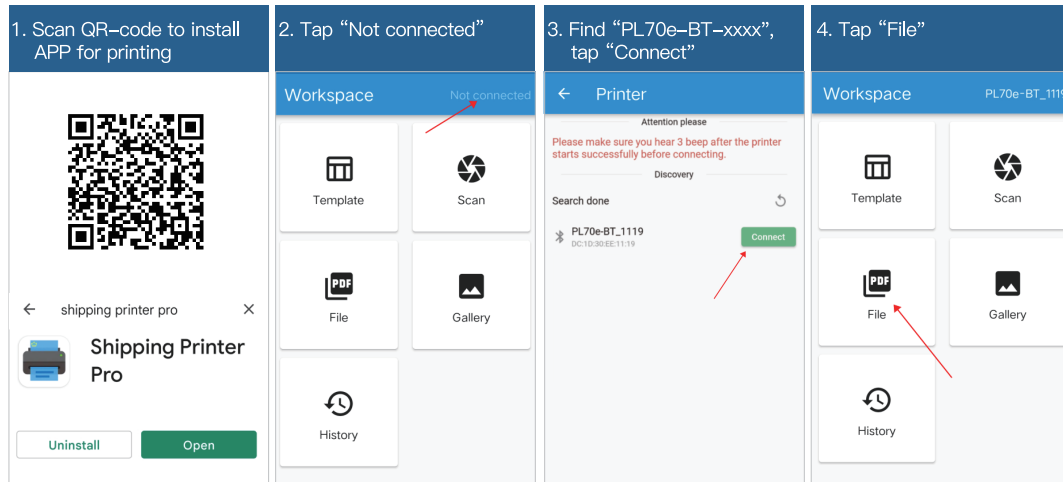 1. Scan QR-code to install
APP for printing
shipping printer pro
Shipping Printer
Pro
Uninstall
Open
2. Tap “Not connected”
Workspace
Not connected
Template
Scan
PDF
File
Gallery
History
3. Find “PL70e-BT-xxxx”,
tap “Connect”
Printer
Attention please
Please make sure you hear 3 beep after the printer
starts successfully before connecting.
Discovery
Search done
PL70e-BT_1119
DC:1D:30:EE:11:19
Connect
4. Tap “File”
Workspace
PL70e-BT_1119
Template
Scan
PDF
File
Gallery
History